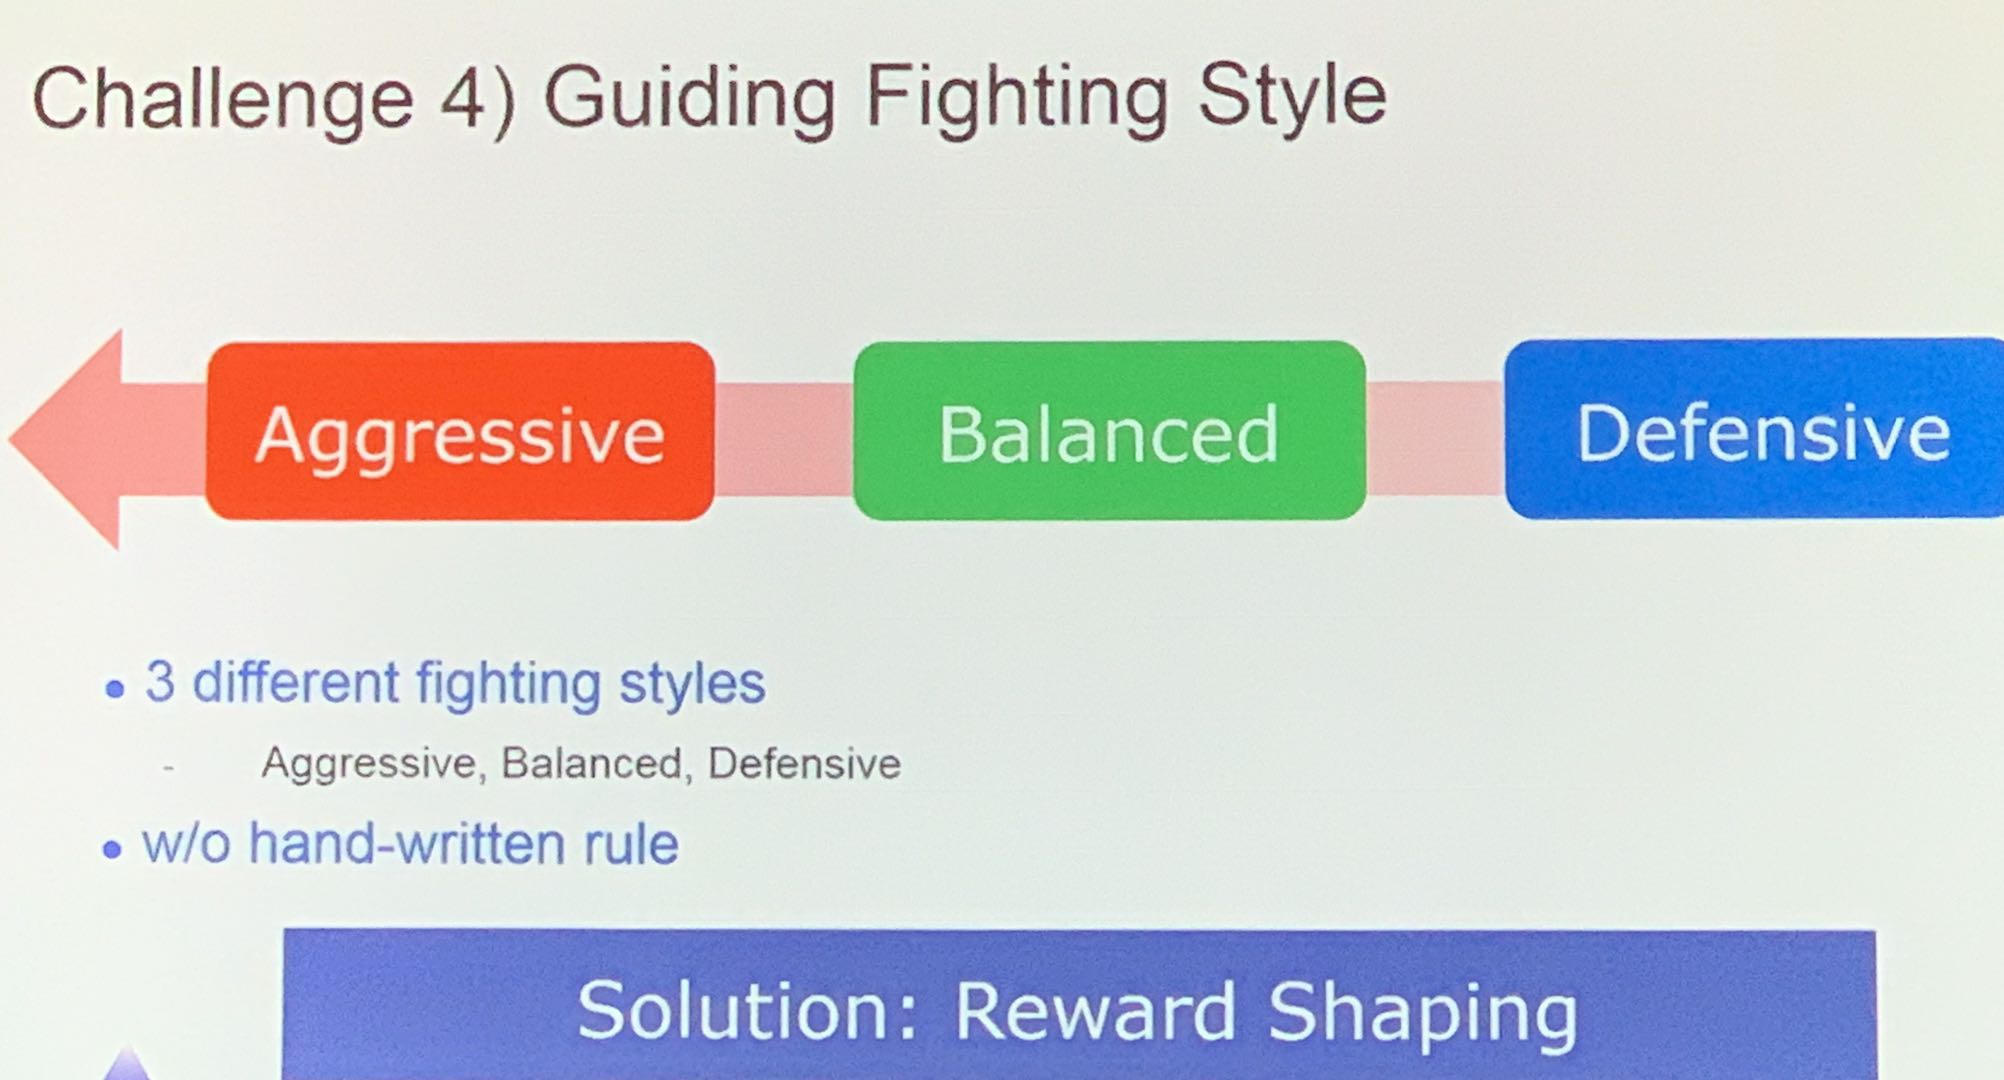 Challenge 4) Guiding Fighting Style
Aggressive Balanced Defensive
• 3 different fighting styles
- Aggressive, Balanced, Defensive
• w/o hand-written rule
Solution: Reward Shaping